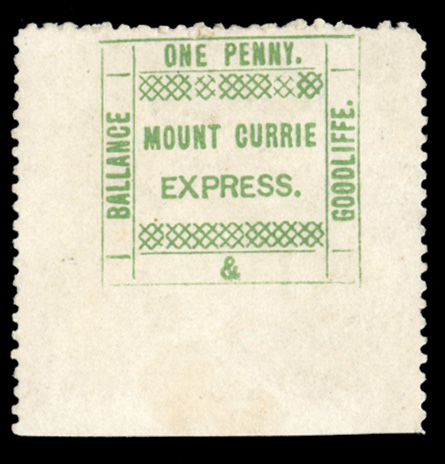 ONE PENNY.
BALLANCE
MOUNT CURRIE
EXPRESS.
&
GOODLIFFE.